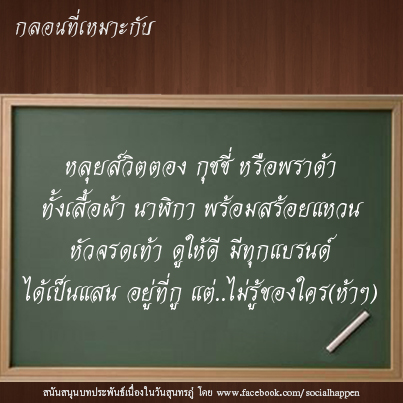 กลอนที่เหมาะกับ
หลุยส์วิตตอง กุชชี่ หรือพราด้า
ทั้งเสื้อผ้า นาฬิกา พร้อมสร้อยแหวน
หัวจรดเท้า ดูให้ดี มีทุกแบรนด์
ได้เป็นแสน อยู่ที่กู แต่..ไม่รู้ของใคร(ห้าๆ)
สนันสนุนบทประพันธ์เนื่องในวันสุนทรภู่ โดย www.facebook.com/socialhappen